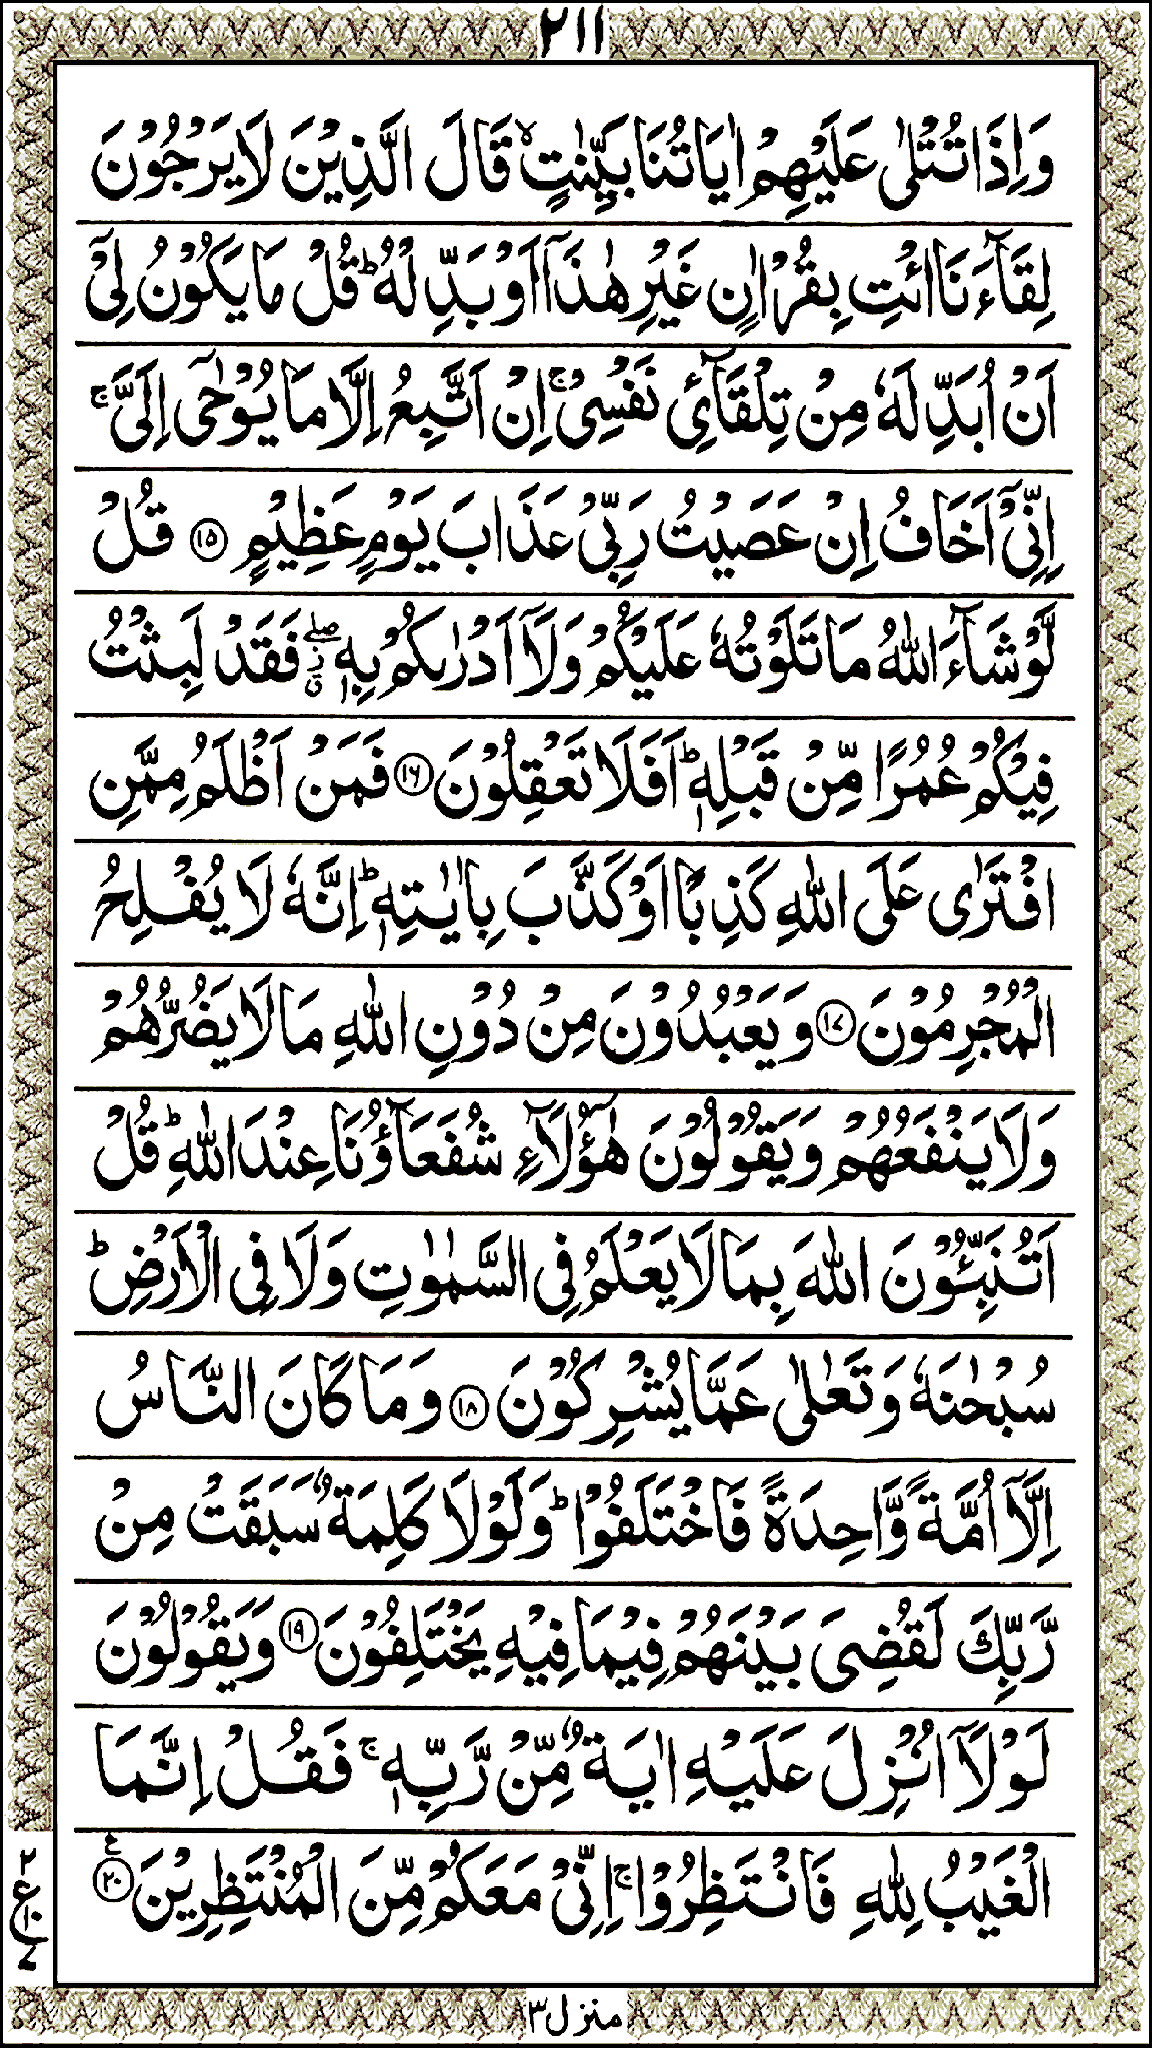 ٢١١
وَاِذَا تُتْلٰى عَلَيْهِمْ اٰيَاتُنَا بَيِّنٰتٍ ۙ قَالَ الَّذِيْنَ لَا يَرْجُوْنَ
لِقَآءَنَا ائْتِ بِقُرْاٰنٍ غَيْرِ هٰذَآ اَوْ بَدِّلْهُ ؕ قُلْ مَا يَكُوْنُ لِىْٓ
اَنْ اُبَدِّلَهٗ مِنْ تِلْقَآئِ نَفْسِىْ ۚ اِنْ اَتَّبِعُ اِلَّا مَا يُوْحٰٓى اِلَىَّ ۚ
اِنِّىْٓ اَخَافُ اِنْ عَصَيْتُ رَبِّىْ عَذَابَ يَوْمٍ عَظِيْمٍ ۝١٥ قُلْ
لَّوْ شَآءَ اللّٰهُ مَا تَلَوْتُهٗ عَلَيْكُمْ وَلَآ اَدْرٰىكُمْ بِهٖ ۖ ز فَقَدْ لَبِثْتُ
فِيْكُمْ عُمُرًا مِّنْ قَبْلِهٖ ؕ اَفَلَا تَعْقِلُوْنَ ۝١٦ فَمَنْ اَظْلَمُ مِمَّنِ
افْتَرٰى عَلَى اللّٰهِ كَذِبًا اَوْ كَذَّبَ بِاٰيٰتِهٖ ؕ اِنَّهٗ لَا يُفْلِحُ
الْمُجْرِمُوْنَ ۝١٧ وَيَعْبُدُوْنَ مِنْ دُوْنِ اللّٰهِ مَا لَا يَضُرُّهُمْ
وَلَا يَنْفَعُهُمْ وَيَقُوْلُوْنَ هٰٓؤُلَآءِ شُفَعَآؤُنَا عِنْدَ اللّٰهِ ؕ قُلْ
اَتُنَبِّـُٔوْنَ اللّٰهَ بِمَا لَا يَعْلَمُ فِى السَّمٰوٰتِ وَلَا فِى الْاَرْضِ ؕ
سُبْحٰنَهٗ وَتَعٰلٰى عَمَّا يُشْرِكُوْنَ ۝١٨ وَمَا كَانَ النَّاسُ
اِلَّآ اُمَّةً وَّاحِدَةً فَاخْتَلَفُوْا ؕ وَلَوْلَا كَلِمَةٌ سَبَقَتْ مِنْ
رَّبِّكَ لَقُضِىَ بَيْنَهُمْ فِيْمَا فِيْهِ يَخْتَلِفُوْنَ ۝١٩ وَيَقُوْلُوْنَ
لَوْلَآ اُنْزِلَ عَلَيْهِ اٰيَةٌ مِّنْ رَّبِّهٖ ۚ فَقُلْ اِنَّمَا
الْغَيْبُ لِلّٰهِ فَانْتَظِرُوْا ۚ اِنِّىْ مَعَكُمْ مِّنَ الْمُنْتَظِرِيْنَ ۝٢٠ ع
٢
ع ١٠
٧
منزل ٣